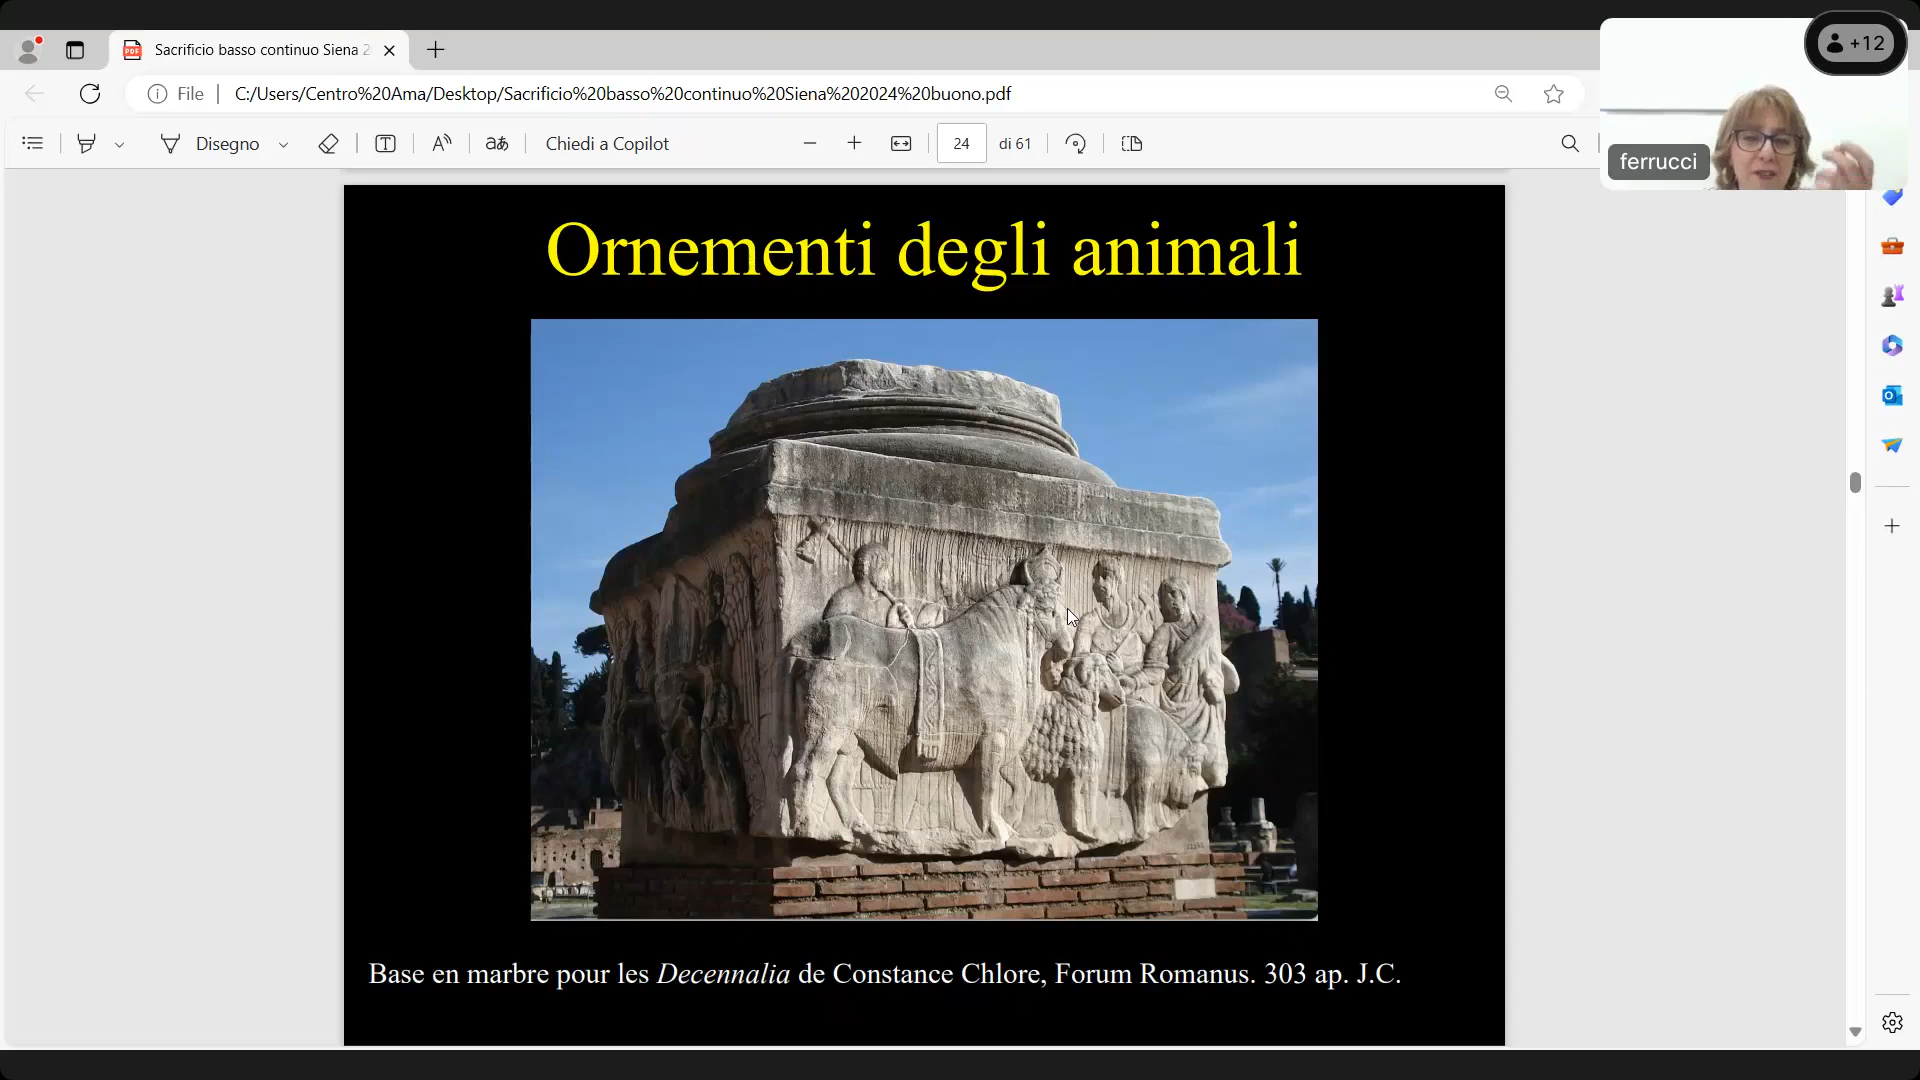 Sacrificio basso continuo Siena 2
+12
File
C:/Users/Centro%20Ama/Desktop/Sacrificio%20basso%20continuo%20Siena%202024%20buono.pdf
Disegno
aあ
Chiedi a Copilot
24
di 61
ferrucci
Ornementi degli animali
Base en marbre pour les Decennalia de Constance Chlore, Forum Romanus. 303 ap. J.C.